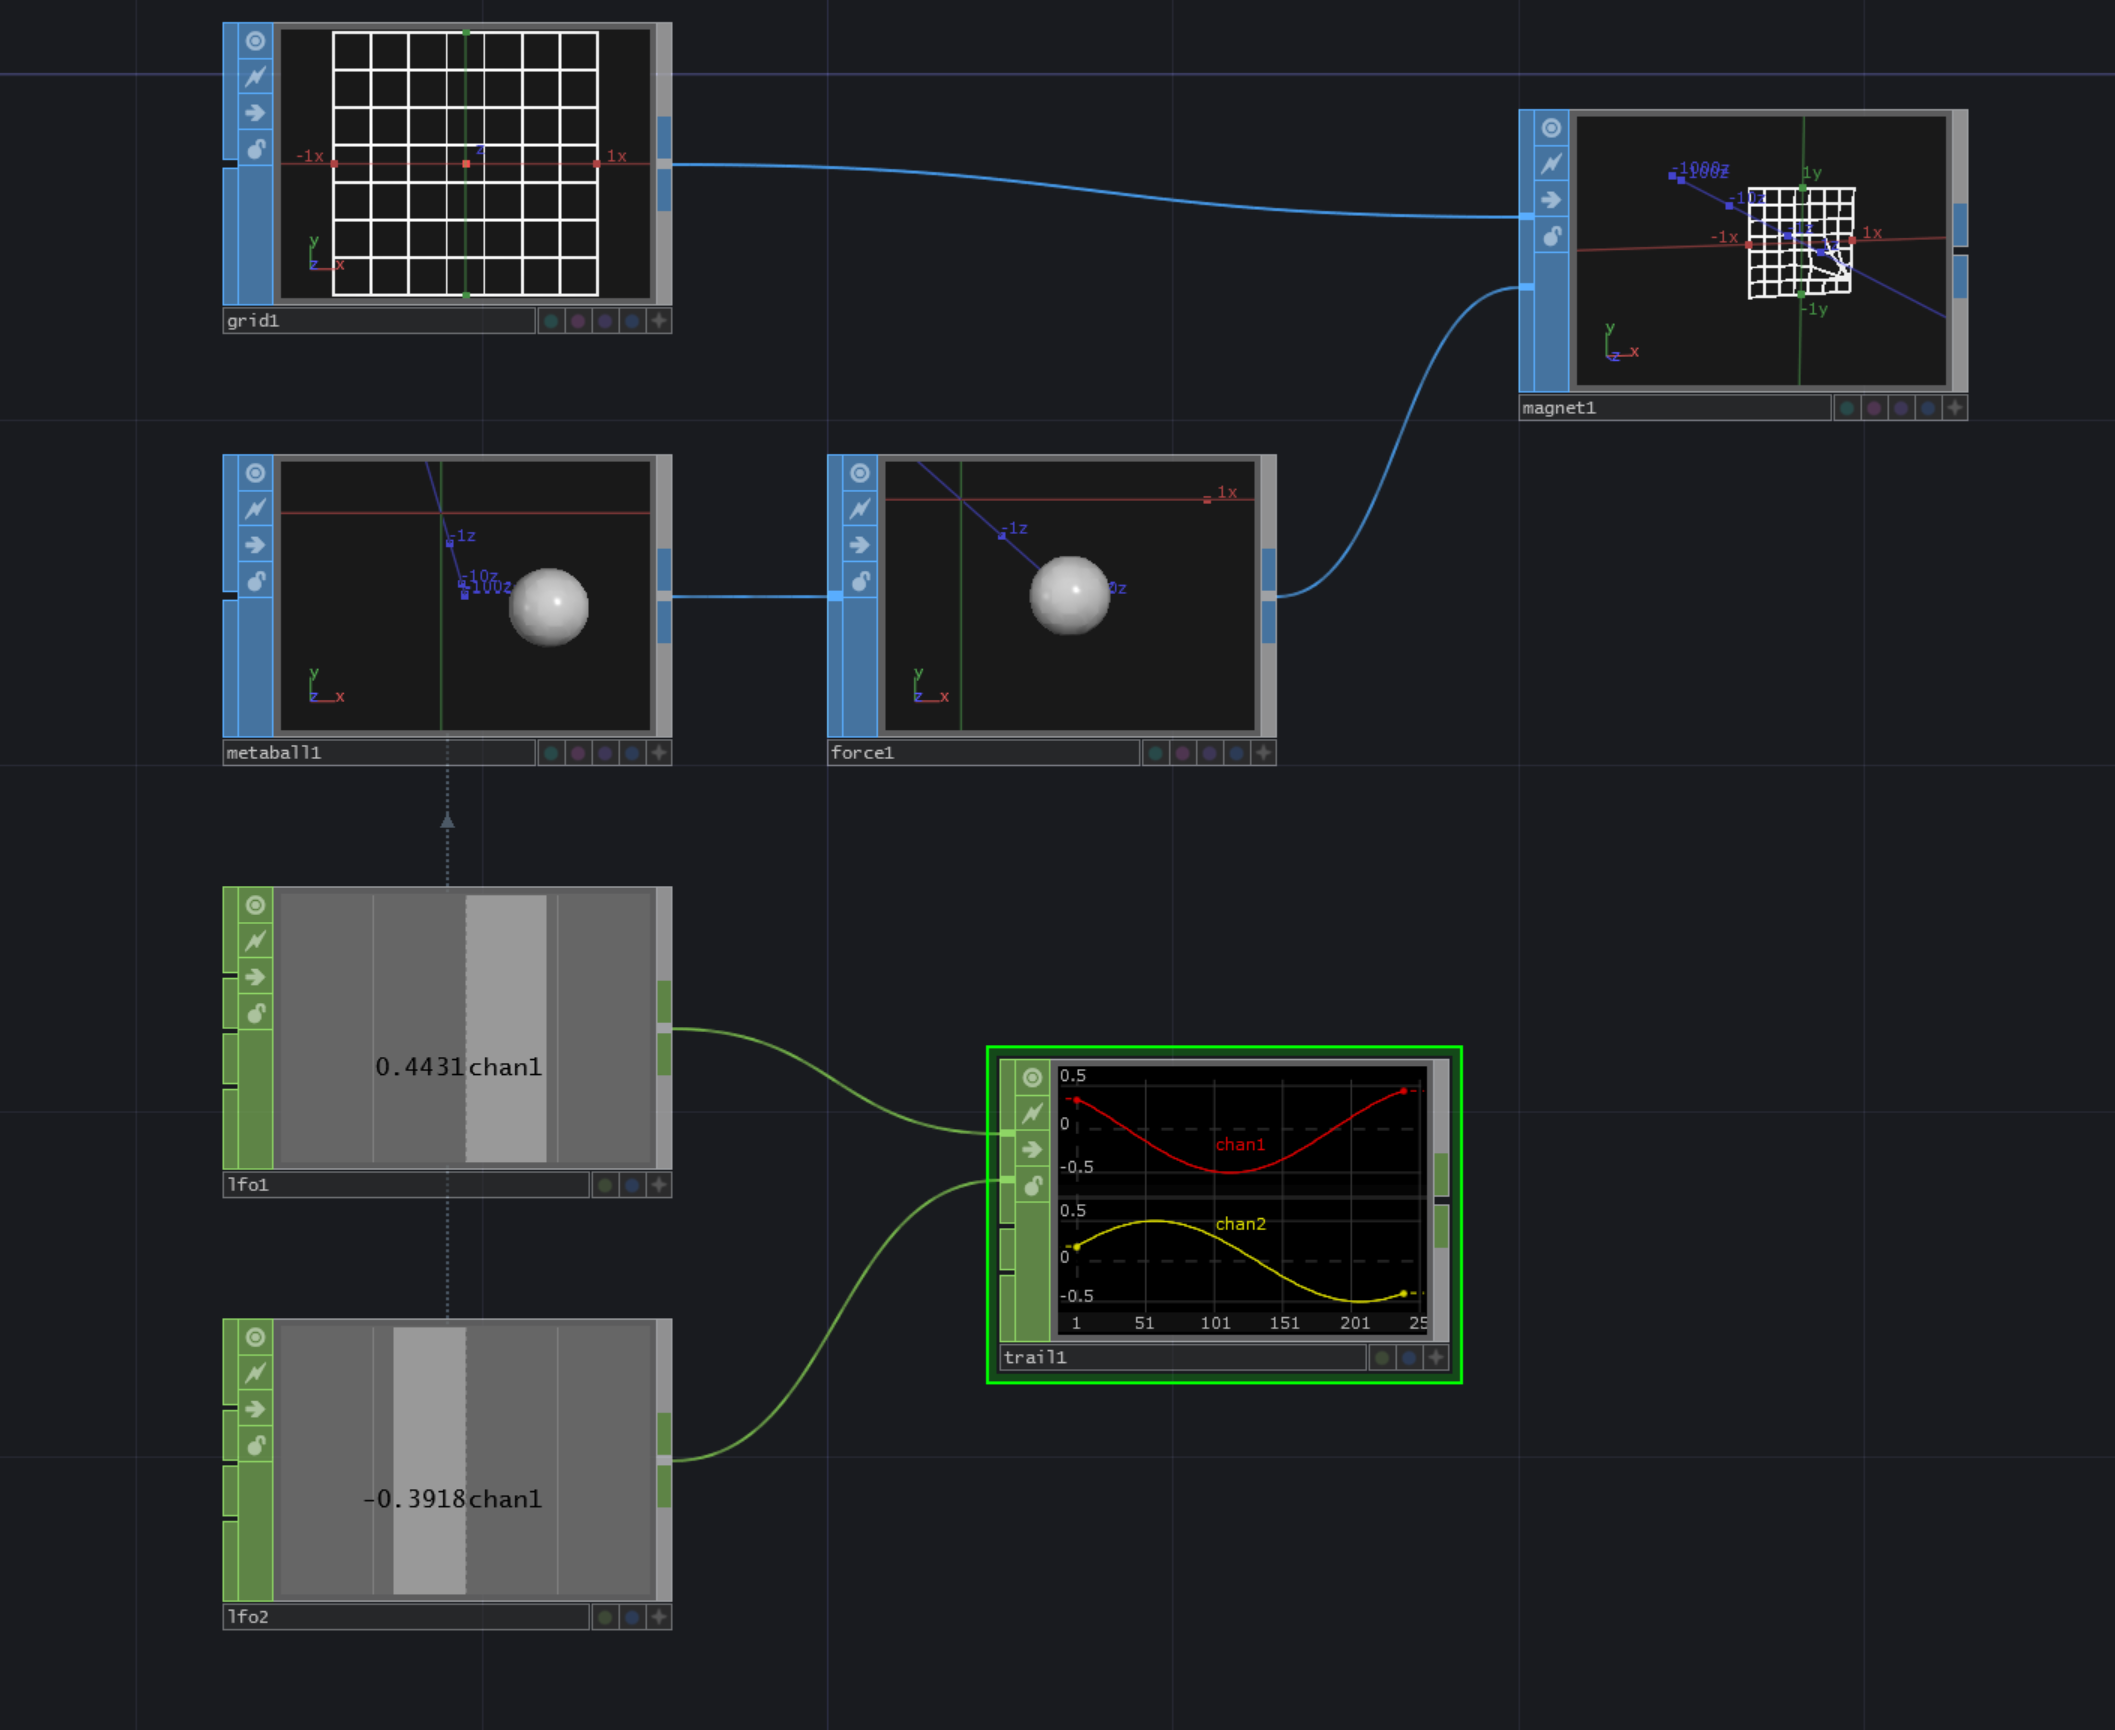 -1x
z
1x
y
z x
grid1
-1000z
-100z
-10z
1y
-1x
1x
-1y
y
z x
magnet1
-1z
-10z
-100z
y
z x
metaball1
1x
-1z
0z
y
z x
force1
0.4431 chan1
lfo1
0.5
0
chan1
-0.5
0.5
chan2
0
-0.5
1 51 101 151 201 25
trail1
-0.3918 chan1
lfo2